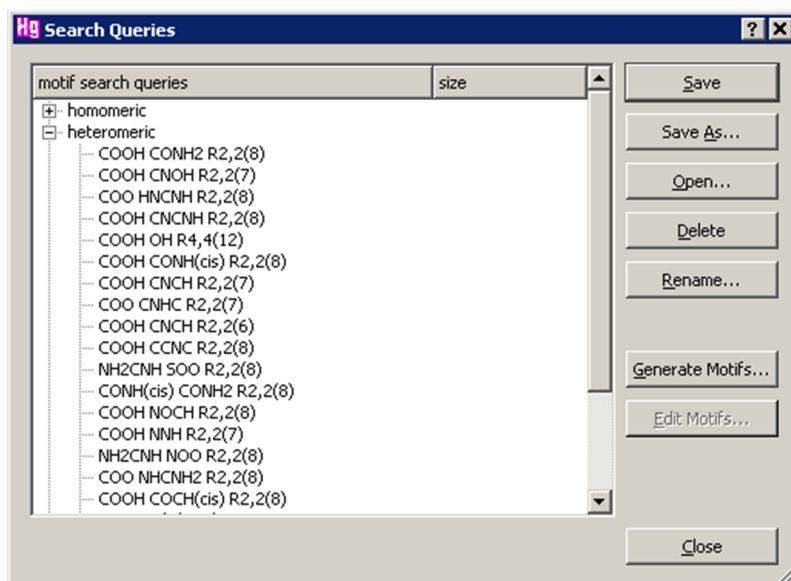 Hg Search Queries
motif search queries size
homomeric
heteromeric
COOH CONH2 R2,2(8)
COOH CNOH R2,2(7)
COO HNCNH R2,2(8)
COOH CNCNH R2,2(8)
COOH OH R4,4(12)
COOH CONH(cis) R2,2(8)
COOH CNCH R2,2(7)
COO CNHC R2,2(7)
COOH CNCH R2,2(6)
COOH CCNC R2,2(8)
NH2CNH SOO R2,2(8)
CONH(cis) CONH2 R2,2(8)
COOH NOCH R2,2(8)
COOH NNH R2,2(7)
NH2CNH NOO R2,2(8)
COO NHCNH2 R2,2(8)
COOH COCH(cis) R2,2(8)
Save
Save As...
Open...
Delete
Rename...
Generate Motifs...
Edit Motifs...
Close